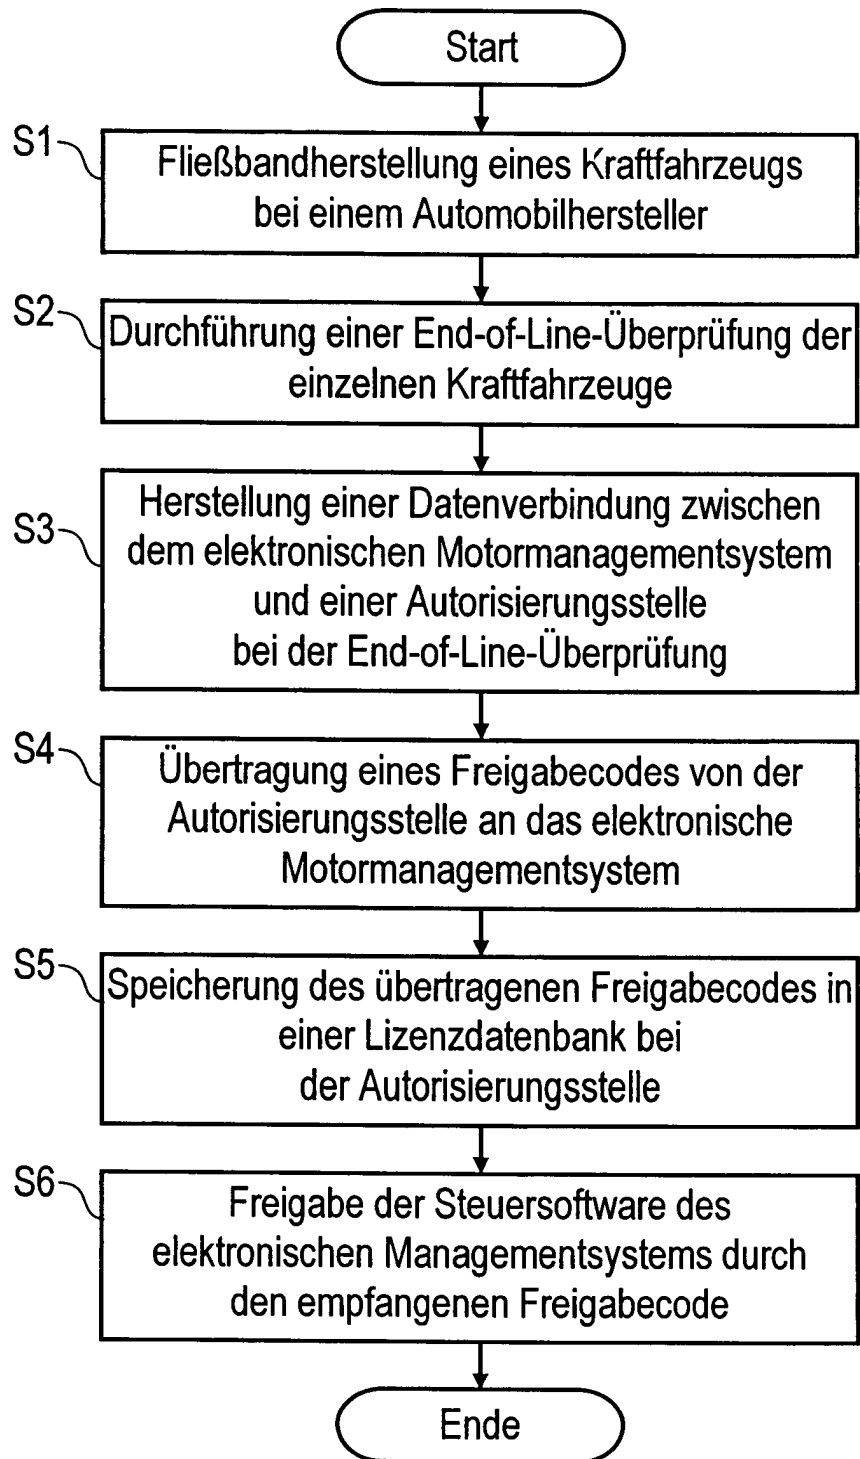 Start
S1
Fließbandherstellung eines Kraftfahrzeugs
bei einem Automobilhersteller
S2
Durchführung einer End-of-Line-Überprüfung der
einzelnen Kraftfahrzeuge
S3
Herstellung einer Datenverbindung zwischen
dem elektronischen Motormanagementsystem
und einer Autorisierungsstelle
bei der End-of-Line-Überprüfung
S4
Übertragung eines Freigabecodes von der
Autorisierungsstelle an das elektronische
Motormanagementsystem
S5
Speicherung des übertragenen Freigabecodes in
einer Lizenzdatenbank bei
der Autorisierungsstelle
S6
Freigabe der Steuersoftware des
elektronischen Managementsystems durch
den empfangenen Freigabecode
Ende